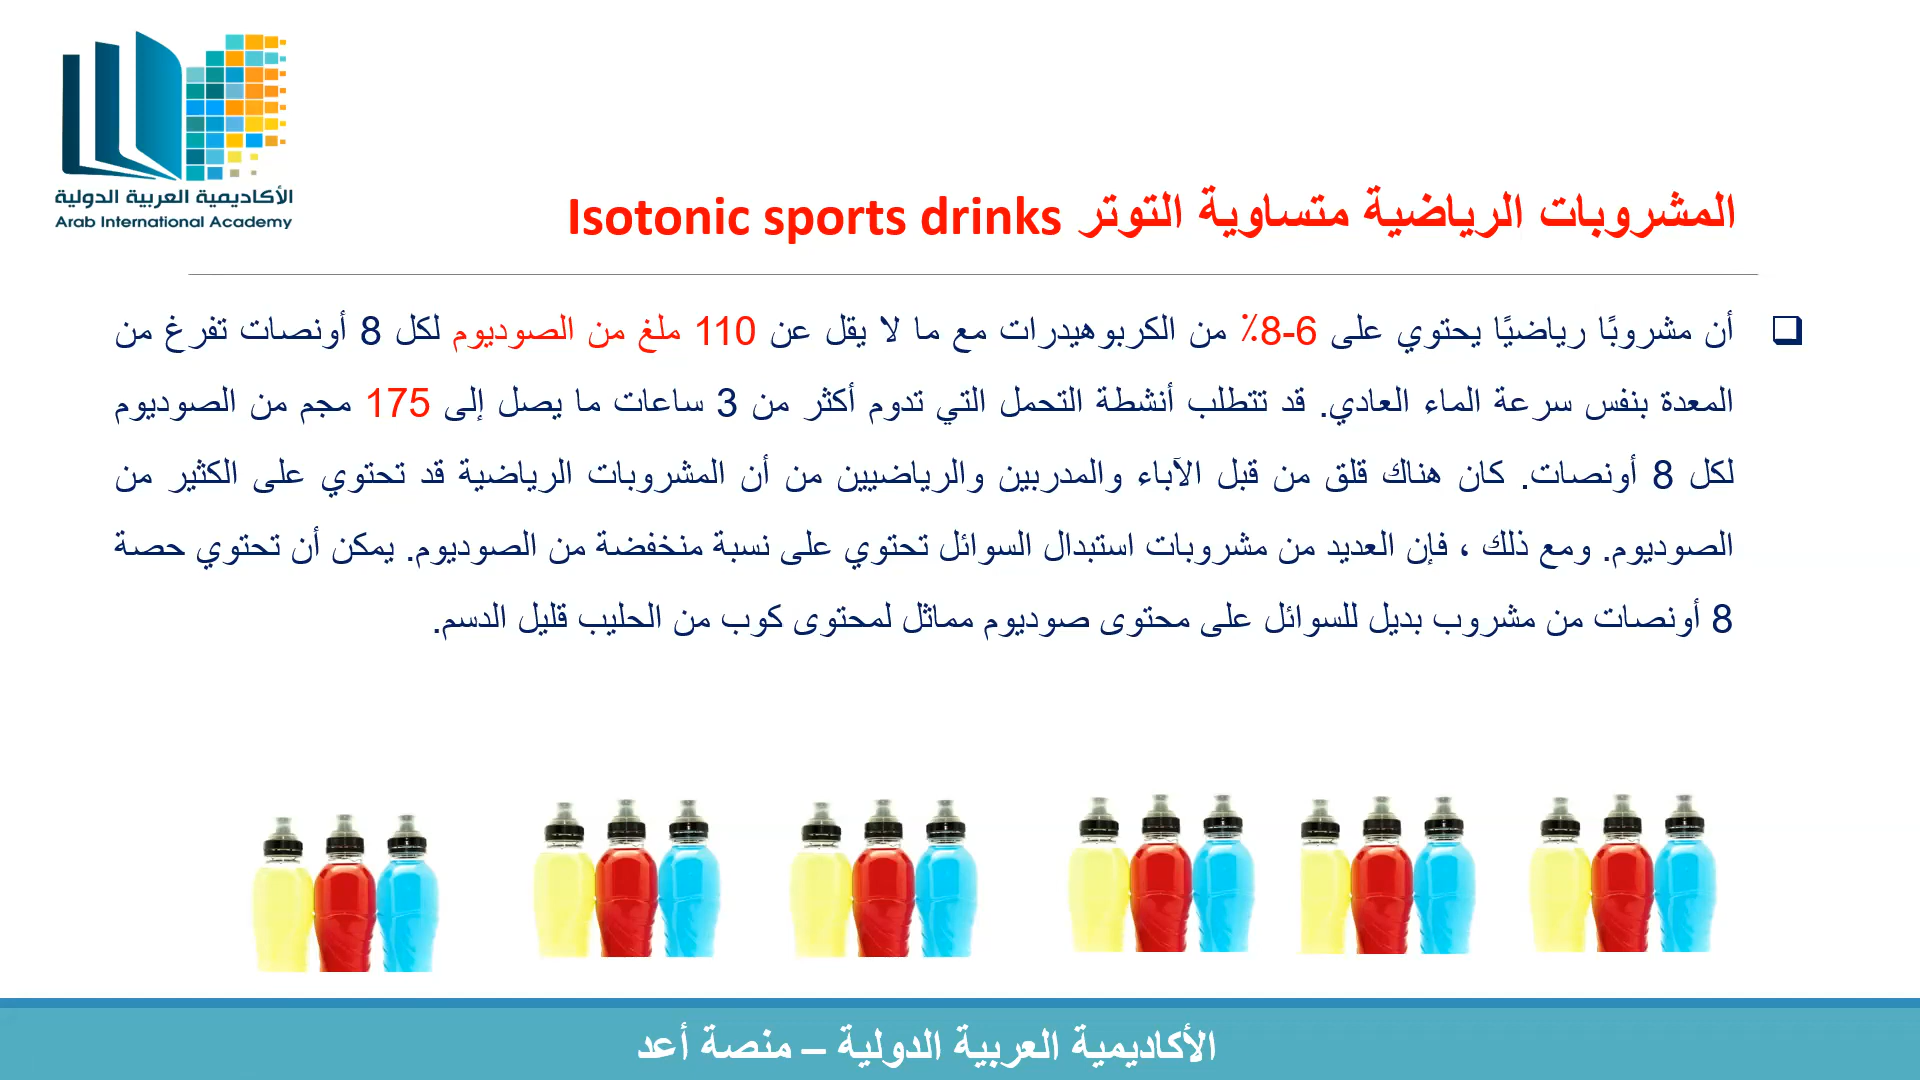 الأكاديمية العربية الدولية
Arab International Academy
المشروبات الرياضية متساوية التوتر Isotonic sports drinks
❑ أن مشروبًا رياضيًا يحتوي على 6-8٪ من الكربوهيدرات مع ما لا يقل عن 110 ملغ من الصوديوم لكل 8 أونصات تفرغ من
المعدة بنفس سرعة الماء العادي. قد تتطلب أنشطة التحمل التي تدوم أكثر من 3 ساعات ما يصل إلى 175 مجم من الصوديوم
لكل 8 أونصات. كان هناك قلق من قبل الآباء والمدربين والرياضيين من أن المشروبات الرياضية قد تحتوي على الكثير من
الصوديوم. ومع ذلك ، فإن العديد من مشروبات استبدال السوائل تحتوي على نسبة منخفضة من الصوديوم. يمكن أن تحتوي حصة
8 أونصات من مشروب بديل للسوائل على محتوى صوديوم مماثل لمحتوى كوب من الحليب قليل الدسم.
الأكاديمية العربية الدولية – منصة أعد